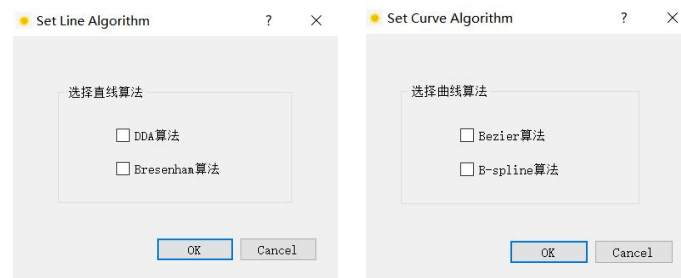 Set Line Algorithm ? ×
选择直线算法
DDA算法
Bresenham算法
OK Cancel
Set Curve Algorithm ? ×
选择曲线算法
Bezier算法
B-spline算法
OK Cancel